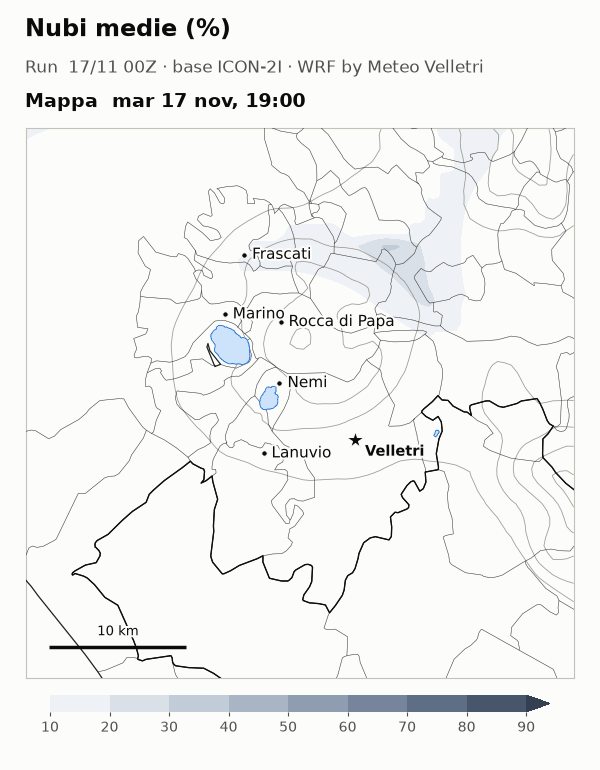 Nubi medie (%)
Run 17/11 00Z · base ICON-2I · WRF by Meteo Velletri
Mappa mar 17 nov, 19:00
Frascati
Marino
Rocca di Papa
Nemi
Velletri
Lanuvio
10 km
10 20 30 40 50 60 70 80 90